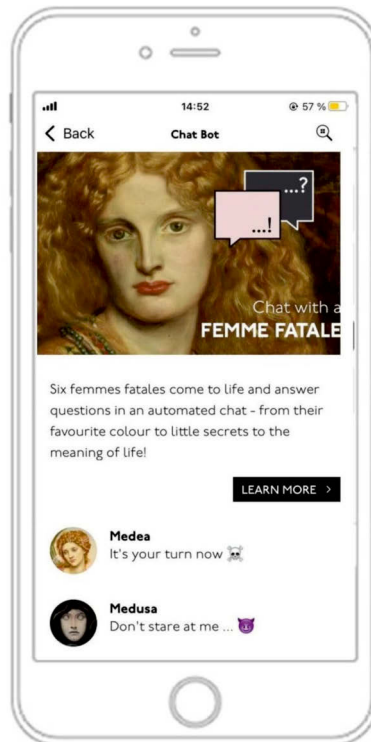 14:52
57 %
Back
Chat Bot
...?
...!
Chat with a
FEMME FATALE
Six femmes fatales come to life and answer
questions in an automated chat - from their
favourite colour to little secrets to the
meaning of life!
LEARN MORE >
Medea
It's your turn now ☠️
Medusa
Don't stare at me ... 😈